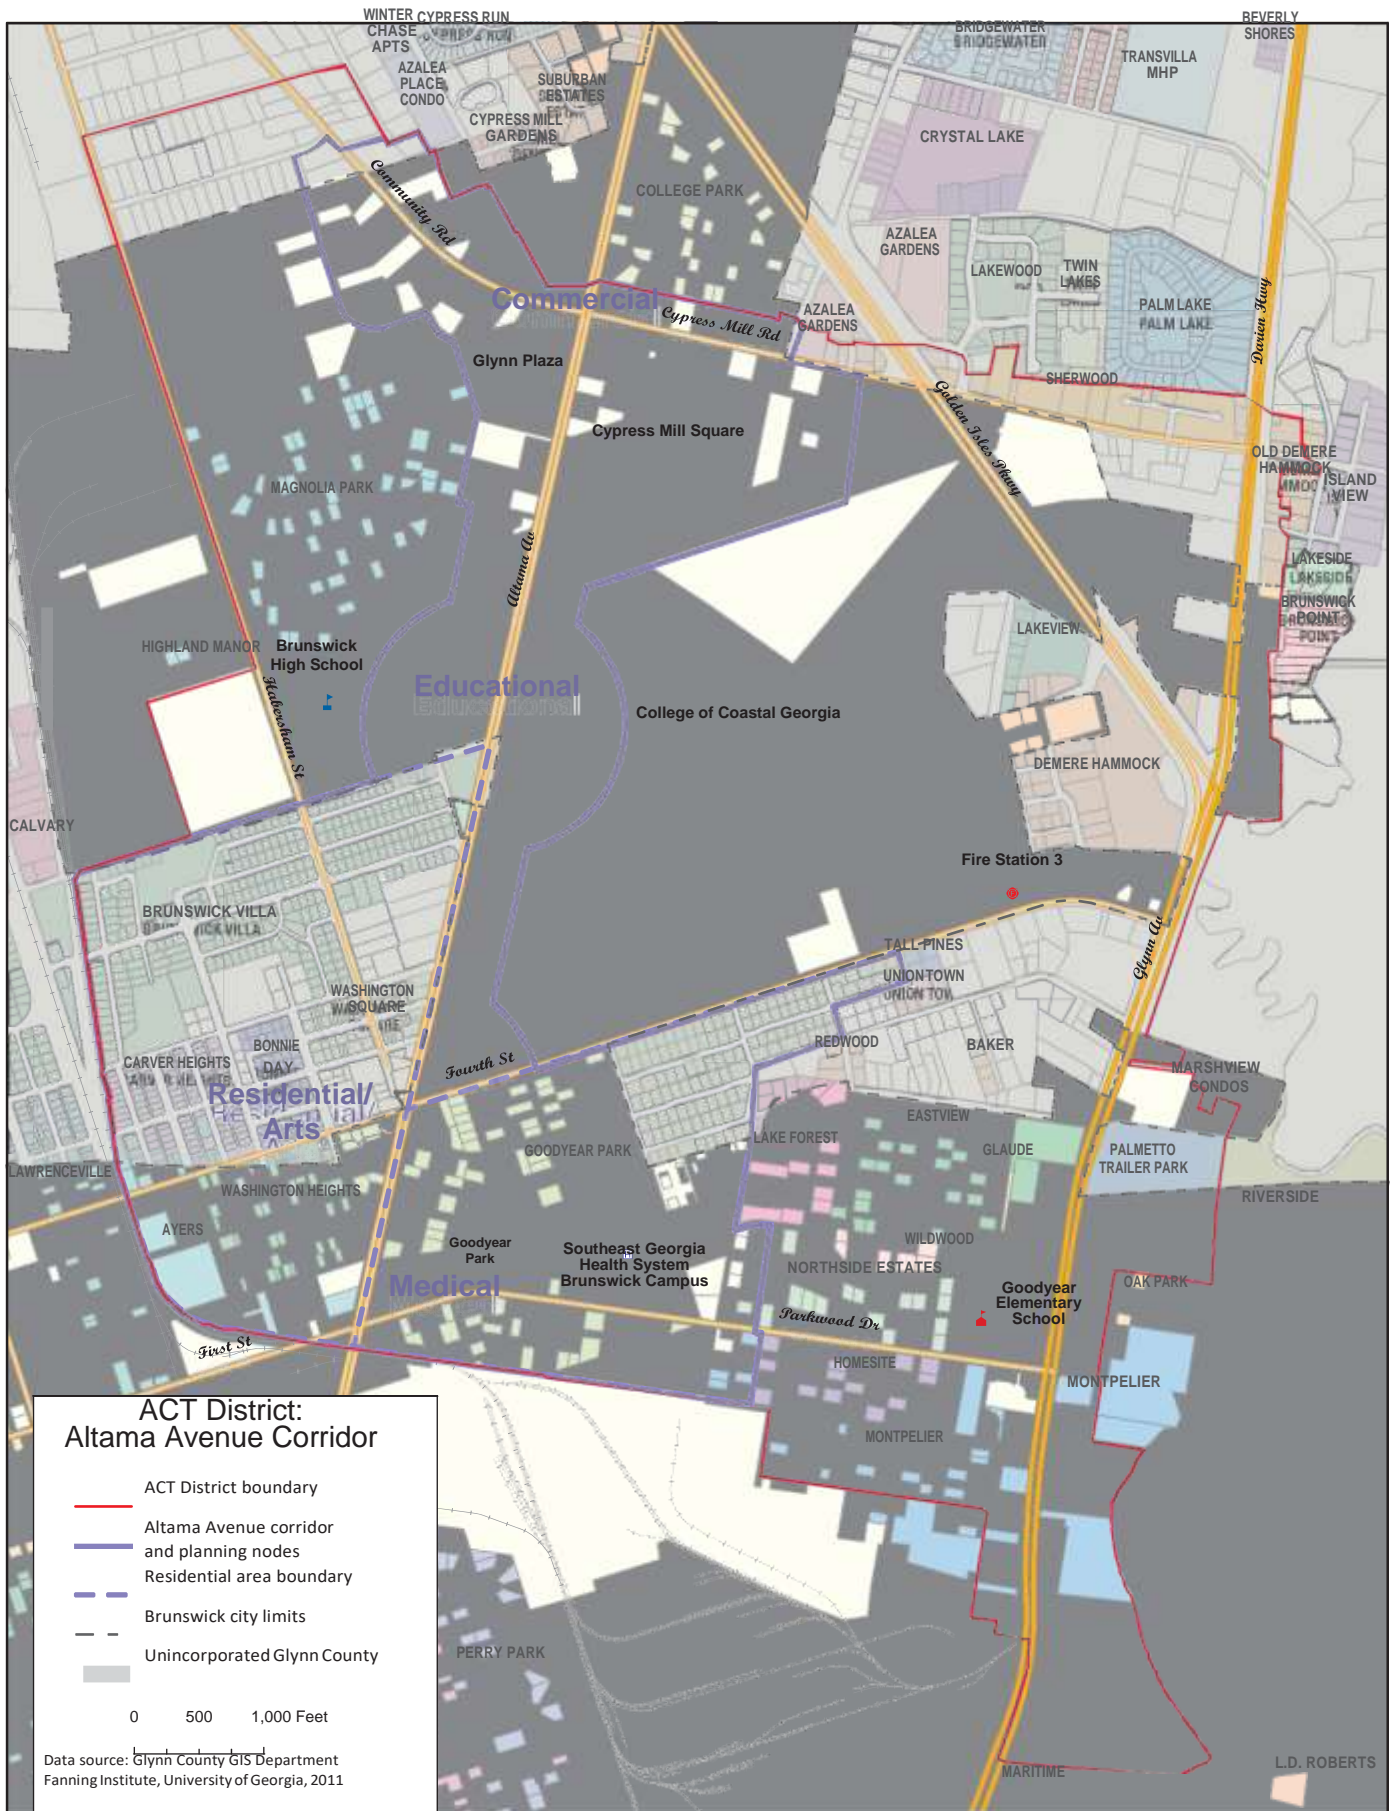 WINTER
CHASE
APTS
CYPRESS RUN
BRIDGEWATER
BEVERLY
SHORES
TRANSVILLA
MHP
AZALEA
PLACE
CONDO
SUBURBAN
ESTATES
CYPRESS MILL
GARDENS
CRYSTAL LAKE
Community Rd
COLLEGE PARK
AZALEA
GARDENS
LAKEWOOD
TWIN
LAKES
PALM LAKE
PALM LAKE
Darien Hwy
Commercial
Cypress Mill Rd
AZALEA
GARDENS
Glynn Plaza
SHERWOOD
Golden Isles Pkwy
Cypress Mill Square
OLD DEMERE
HAMMOCK
ISLAND
VIEW
MAGNOLIA PARK
Altama Av
LAKESIDE
LAKESIDE
BRUNSWICK
POINT
POINT
LAKEVIEW
HIGHLAND MANOR
Brunswick
High School
Habersham St
Educational
College of Coastal Georgia
DEMERE HAMMOCK
CALVARY
Fire Station 3
BRUNSWICK VILLA
Glynn Av
TALL PINES
UNION TOWN
WASHINGTON
SQUARE
REDWOOD
BAKER
BONNIE
DAY
CARVER HEIGHTS
Fourth St
MARSHVIEW
CONDOS
Residential/
Arts
EASTVIEW
LAKE FOREST
GOODYEAR PARK
GLAUDE
PALMETTO
TRAILER PARK
LAWRENCEVILLE
WASHINGTON HEIGHTS
RIVERSIDE
AYERS
Goodyear
Park
Southeast Georgia
Health System
Brunswick Campus
WILDWOOD
NORTHSIDE ESTATES
Medical
OAK PARK
Goodyear
Elementary
School
Parkwood Dr
First St
HOMESITE
MONTPELIER
MONTPELIER
ACT District:
Altama Avenue Corridor
ACT District boundary
Altama Avenue corridor
and planning nodes
Residential area boundary
Brunswick city limits
Unincorporated Glynn County
0 500 1,000 Feet
Data source: Glynn County GIS Department
Fanning Institute, University of Georgia, 2011
PERRY PARK
MARITIME
L.D. ROBERTS